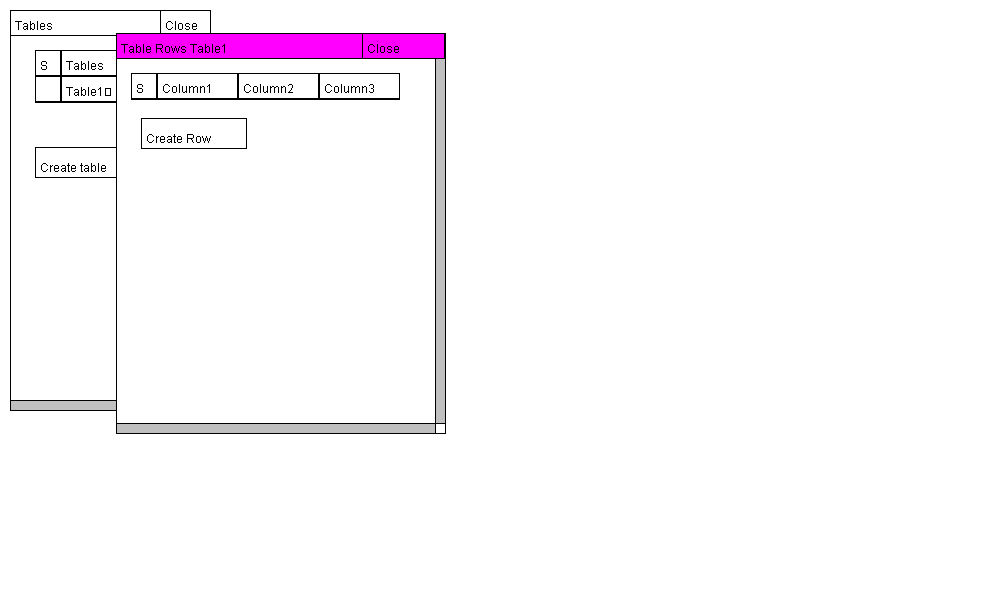 Tables Close
Table Rows Table1 Close
S Tables
Table1
Create table
S Column1 Column2 Column3
Create Row